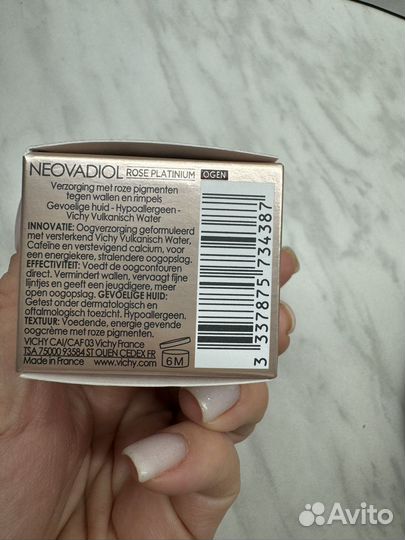 NEOVADIOL ROSE PLATINIUM OGEN
Verzorging met roze pigmenten
tegen wallen en rimpels
Gevoelige huid - Hypoallergeen -
Vichy Vulkanisch Water
INNOVATIE: Oogverzorging geformuleerd
met versterkend Vichy Vulkanisch Water,
Cafeïne en verstevigend calcium, voor
een energiekere, stralendere oogopslag.
EFFECTIVITEIT: Voedt de oogcontouren
direct. Vermindert wallen, vervaagt fijne
lijntjes en geeft een jeugdigere, meer
open oogopslag. GEVOELIGE HUID:
Getest onder dermatologisch en
oftalmologisch toezicht. Hypoallergeen.
TEXTUUR: Voedende, energie gevende
oogcrème met roze pigmenten.
VICHY CAI/CAF 03 Vichy France
TSA 75000 93584 ST OUEN CEDEX FR
Made in France www.vichy.com
6M
3 337875 734387
Avito